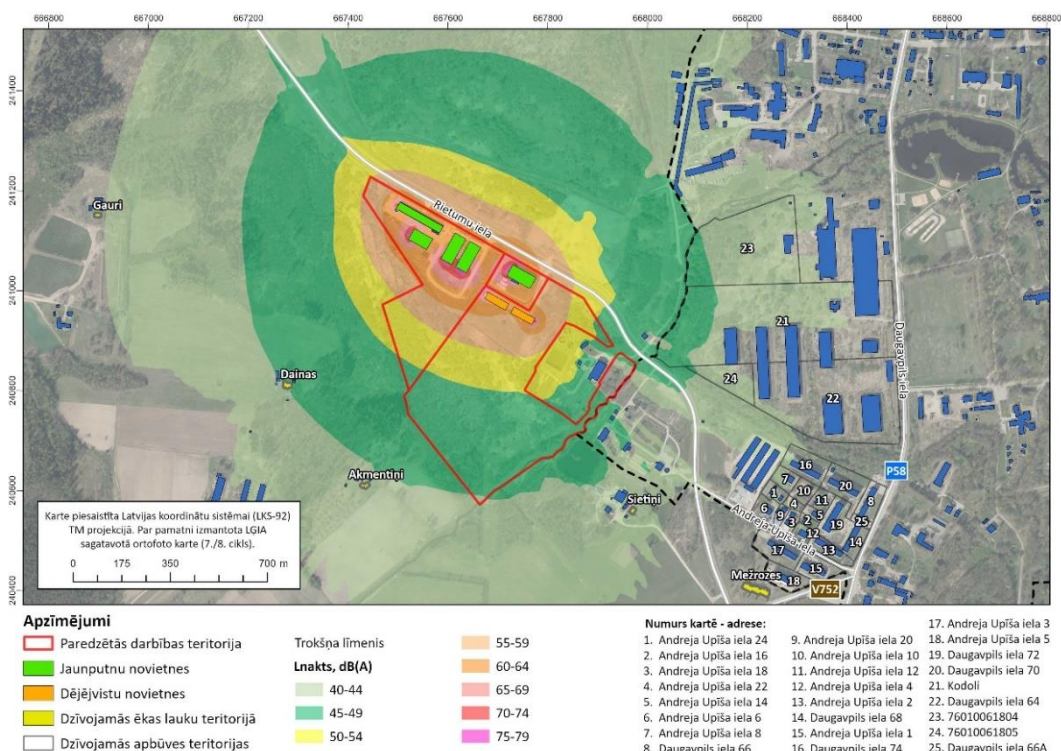 666800 667000 667200 667400 667600 667800 668000 668200 668400 668600 668800
241400
241200
241000
240800
240600
240400
Gauri
Rietumu iela
23
21
Daugavpils iela
Dainas
24
22
Akmentiņi
P58
16
7
10
20
1
4
11
8
6
9
3
2
5
19
25
12
14
13
17
15
18
Sietiņi
Andreja Upīša iela
Mežrozes
V752
Karte piesaistīta Latvijas koordinātu sistēmai (LKS-92)
TM projekcijā. Par pamatni izmantota LĢIA
sagatavotā ortofoto karte (7./8. cikls).
0 175 350 700 m
Apzīmējumi
Paredzētās darbības teritorija
Jaunputnu novietnes
Dējējvistu novietnes
Dzīvojamās ēkas lauku teritorijā
Dzīvojamās apbūves teritorijas
Trokšņa līmenis
Lnakts, dB(A)
40-44
45-49
50-54
55-59
60-64
65-69
70-74
75-79
Numurs kartē - adrese:
1. Andreja Upīša iela 24
2. Andreja Upīša iela 16
3. Andreja Upīša iela 18
4. Andreja Upīša iela 22
5. Andreja Upīša iela 14
6. Andreja Upīša iela 6
7. Andreja Upīša iela 8
8. Daugavpils iela 66
9. Andreja Upīša iela 20
10. Andreja Upīša iela 10
11. Andreja Upīša iela 12
12. Andreja Upīša iela 4
13. Andreja Upīša iela 2
14. Daugavpils iela 68
15. Andreja Upīša iela 1
16. Daugavpils iela 74
17. Andreja Upīša iela 3
18. Andreja Upīša iela 5
19. Daugavpils iela 72
20. Daugavpils iela 70
21. Kodoli
22. Daugavpils iela 64
23. 76010061804
24. 76010061805
25. Daugavpils iela 66A